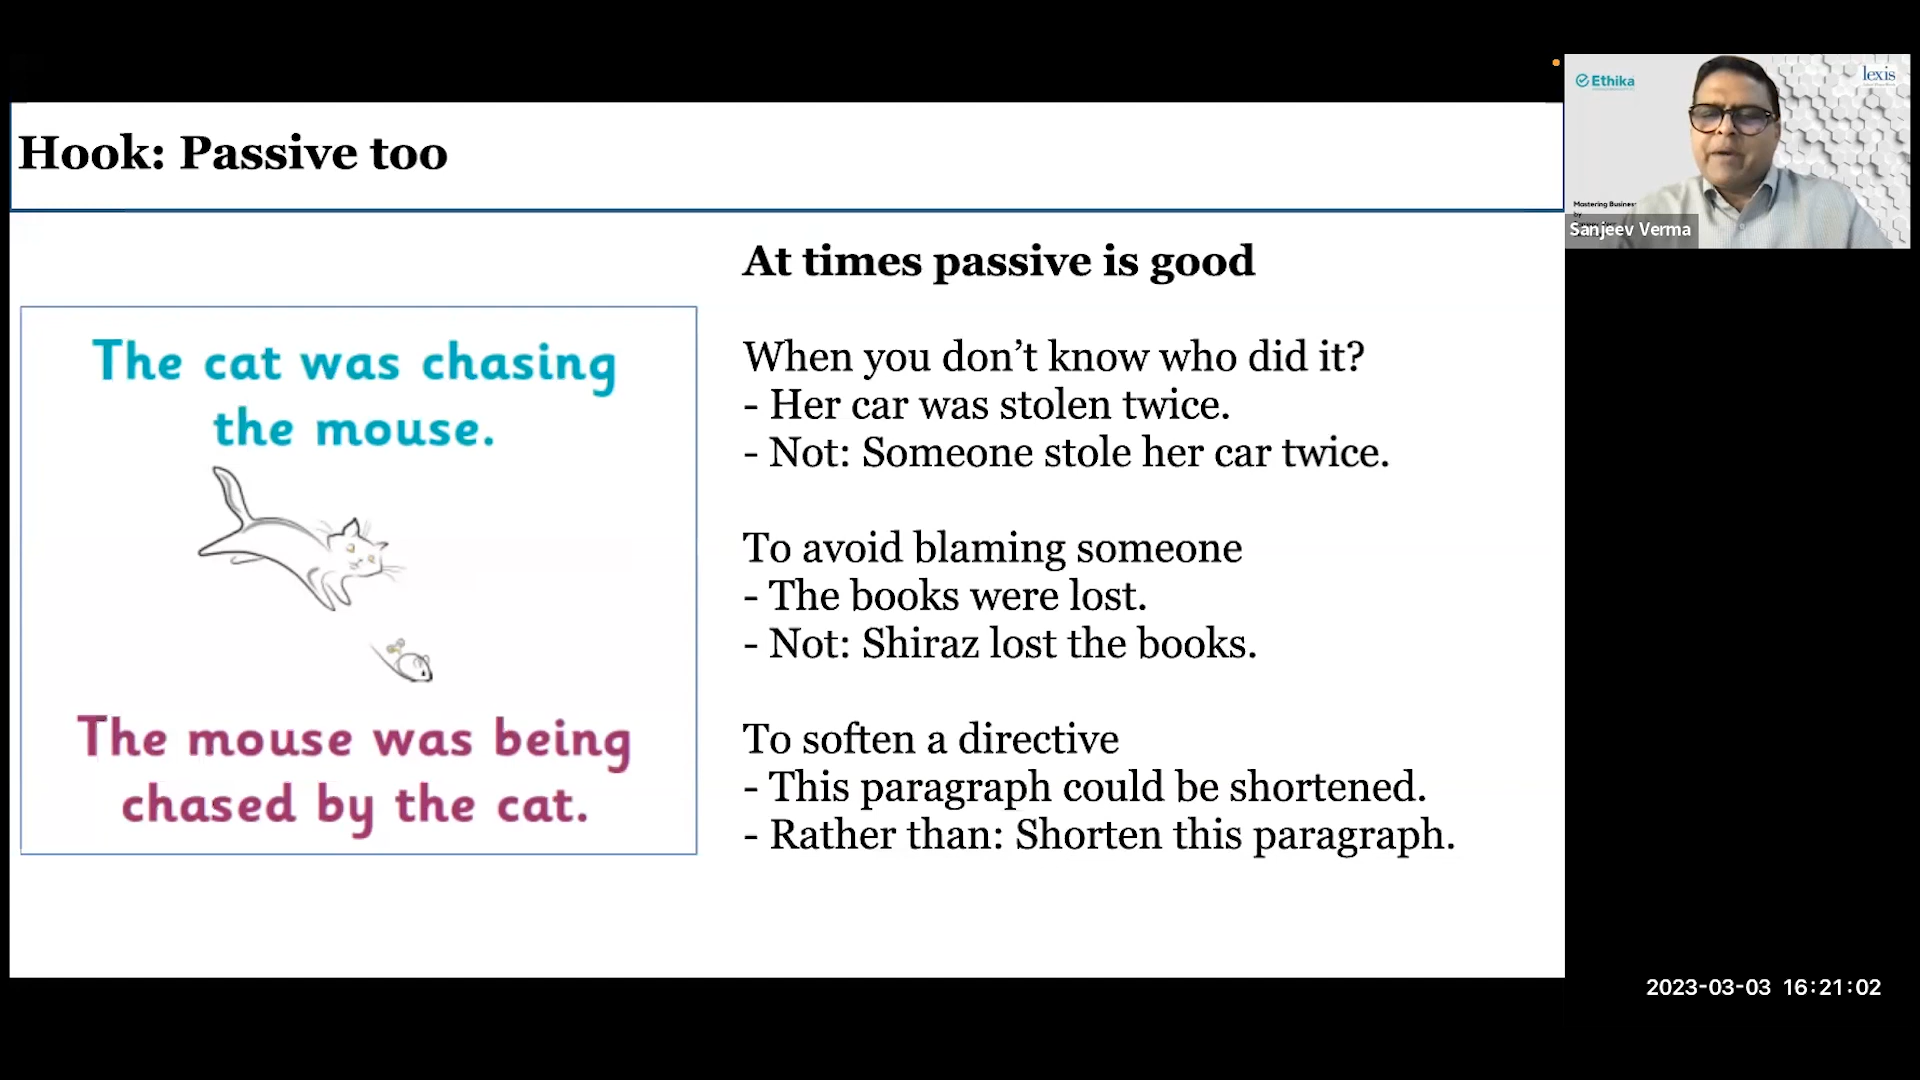 Hook: Passive too
At times passive is good
The cat was chasing
the mouse.
The mouse was being
chased by the cat.
When you don’t know who did it?
- Her car was stolen twice.
- Not: Someone stole her car twice.
To avoid blaming someone
- The books were lost.
- Not: Shiraz lost the books.
To soften a directive
- This paragraph could be shortened.
- Rather than: Shorten this paragraph.
Ethika
lexis
Mastering Business
by
Sanjeev Verma
2023-03-03 16:21:02